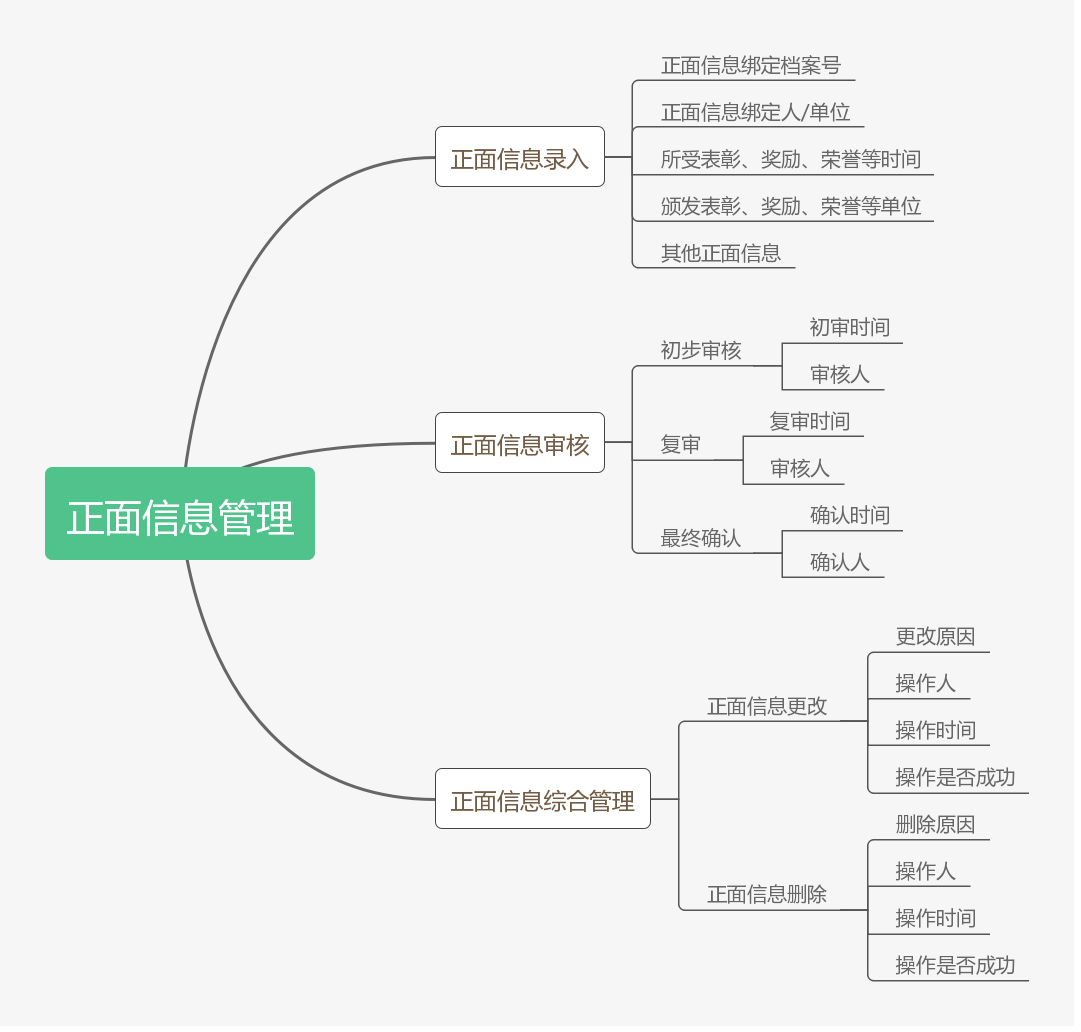 正面信息管理
正面信息录入
正面信息绑定档案号
正面信息绑定人/单位
所受表彰、奖励、荣誉等时间
颁发表彰、奖励、荣誉等单位
其他正面信息
正面信息审核
初步审核
初审时间
审核人
复审
复审时间
审核人
最终确认
确认时间
确认人
正面信息综合管理
正面信息更改
更改原因
操作人
操作时间
操作是否成功
正面信息删除
删除原因
操作人
操作时间
操作是否成功